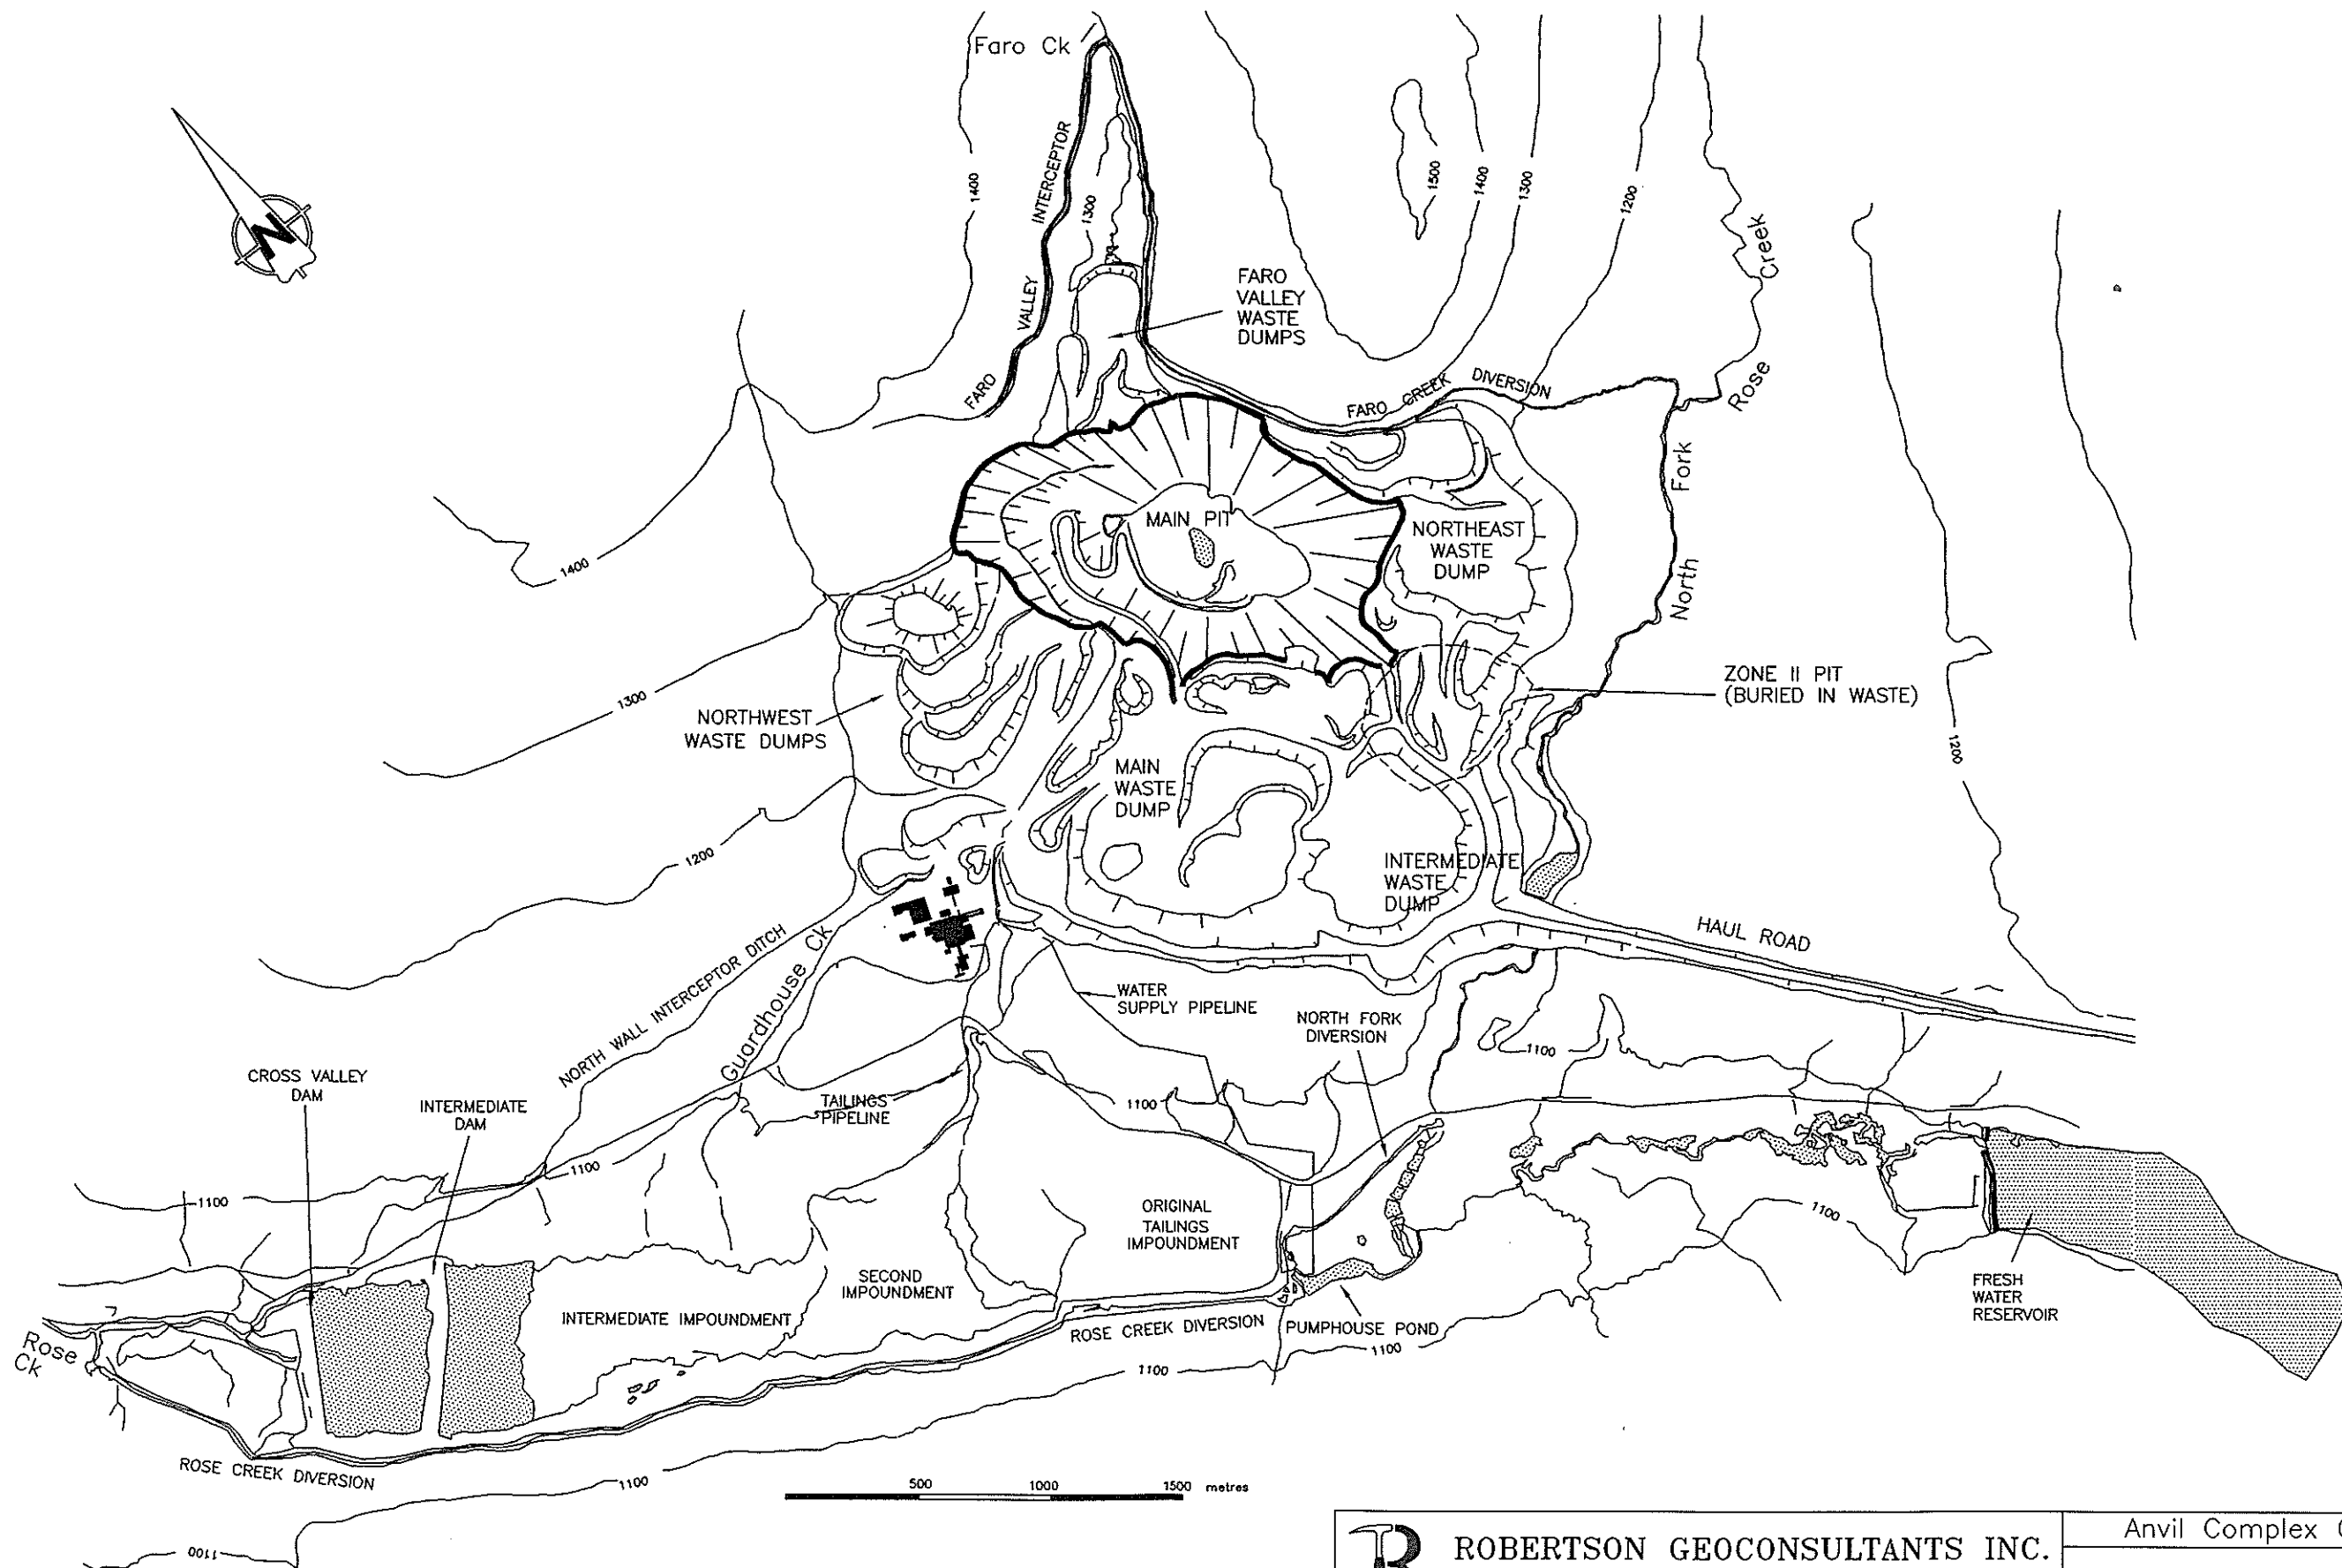 Faro Ck
N
1400
FARO VALLEY INTERCEPTOR
1300
1500
1400
1300
1200
North Fork Rose Creek
FARO
VALLEY
WASTE
DUMPS
FARO CREEK DIVERSION
MAIN PIT
NORTHEAST
WASTE
DUMP
1400
1300
ZONE II PIT
(BURIED IN WASTE)
NORTHWEST
WASTE DUMPS
1200
MAIN
WASTE
DUMP
1200
INTERMEDIATE
WASTE
DUMP
HAUL ROAD
NORTH WALL INTERCEPTOR DITCH
Guardhouse Ck
WATER
SUPPLY PIPELINE
NORTH FORK
DIVERSION
1100
CROSS VALLEY
DAM
INTERMEDIATE
DAM
TAILINGS
PIPELINE
1100
1100
1100
ORIGINAL
TAILINGS
IMPOUNDMENT
1100
SECOND
IMPOUNDMENT
INTERMEDIATE IMPOUNDMENT
FRESH
WATER
RESERVOIR
ROSE CREEK DIVERSION
PUMPHOUSE POND
Rose
Ck
1100
1100
ROSE CREEK DIVERSION
1100
500 1000 1500 metres
1100
ROBERTSON GEOCONSULTANTS INC.
Anvil Complex